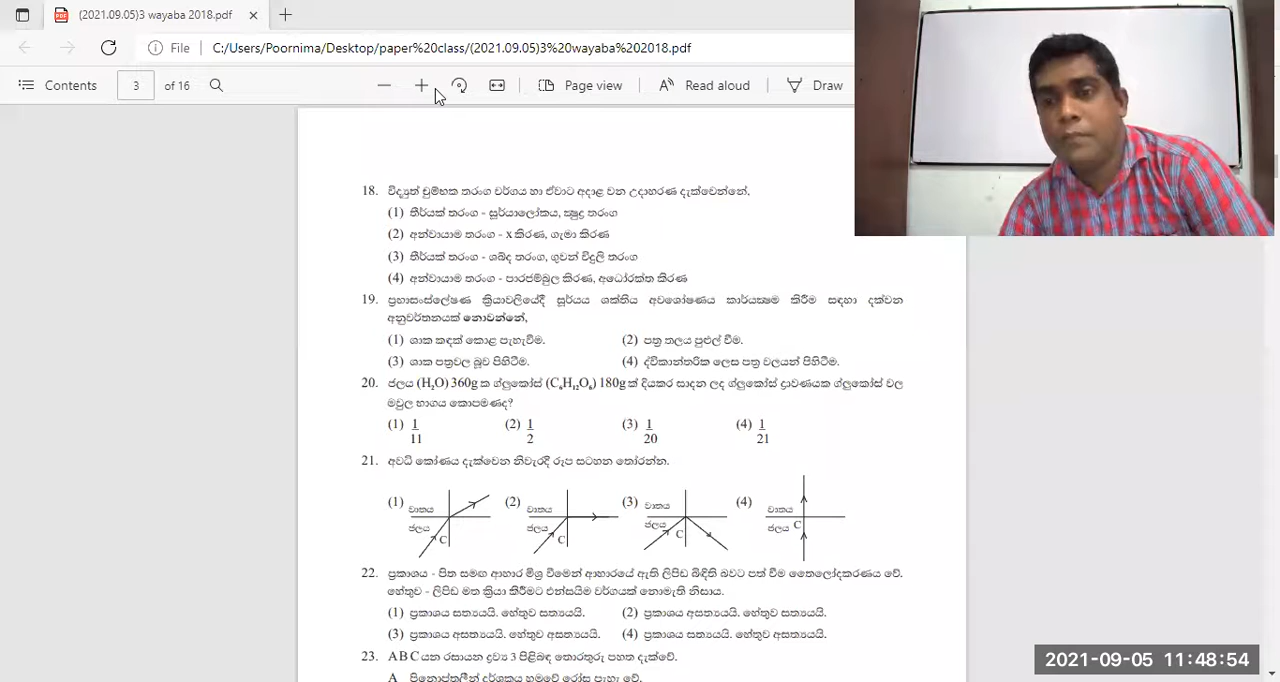 (2021.09.05)3 wayaba 2018.pdf
File C:/Users/Poornima/Desktop/paper%20class/(2021.09.05)3%20wayaba%202018.pdf
Contents 3 of 16 Page view Read aloud Draw
18. විද්‍යුත් චුම්භක තරංග වර්ගය හා ඒවාට අදාළ වන උදාහරණ දැක්වෙන්නේ.
(1) තීර්යක් තරංග - සූර්යාලෝකය, ක්‍ෂුද්‍ර තරංග
(2) අන්වායාම තරංග - x කිරණ, ගැමා කිරණ
(3) තීර්යක් තරංග - ශබ්ද තරංග, ගුවන් විදුලි තරංග
(4) අන්වායාම තරංග - පාරජම්බුල කිරණ, අධෝරක්ත කිරණ
19. ප්‍රභාසංස්ලේෂණ ක්‍රියාවලියේදී සූර්යය ශක්තිය අවශෝෂණය කාර්යක්‍ෂම කිරීම සඳහා දක්වන
අනුවර්තනයක් නොවන්නේ,
(1) ශාක කඳක් කොළ පැහැවීම. (2) පත්‍ර තලය පුළුල් වීම.
(3) ශාක පත්‍රවල බූව පිහිටීම. (4) ද්විකාන්තරික ලෙස පත්‍ර වලයන් පිහිටීම.
20. ජලය (H₂O) 360g ක ග්ලුකෝස් (C₆H₁₂O₆) 180g ක් දියකර සාදන ලද ග්ලුකෝස් ද්‍රාවණයක ග්ලුකෝස් වල
මවුල භාගය කොපමණද?
(1) 1/11 (2) 1/2 (3) 1/20 (4) 1/21
21. අවධි කෝණය දැක්වෙන නිවැරදි රූප සටහන තෝරන්න.
(1) (2) (3) (4)
වාතය වාතය වාතය වාතය
ජලය ජලය ජලය ජලය
C C C C
22. ප්‍රකාශය - පිත සමඟ ආහාර මිශ්‍ර වීමෙන් ආහාරයේ ඇති ලිපිඩ බිඳිති බවට පත් වීම තෛලෝදකරණය වේ.
හේතුව - ලිපිඩ මත ක්‍රියා කිරීමට එන්සයිම වර්ගයක් නොමැති නිසාය.
(1) ප්‍රකාශය සත්‍යයයි. හේතුව සත්‍යයයි. (2) ප්‍රකාශය අසත්‍යයයි. හේතුව සත්‍යයයි.
(3) ප්‍රකාශය අසත්‍යයයි. හේතුව අසත්‍යයයි. (4) ප්‍රකාශය සත්‍යයයි. හේතුව අසත්‍යයයි.
23. A B C යන රසායන ද්‍රව්‍ය 3 පිළිබඳ තොරතුරු පහත දැක්වේ.
A පිනොප්තලීන් දර්ශකය හමුවේ රෝස පැහැ වේ.
2021-09-05 11:48:54